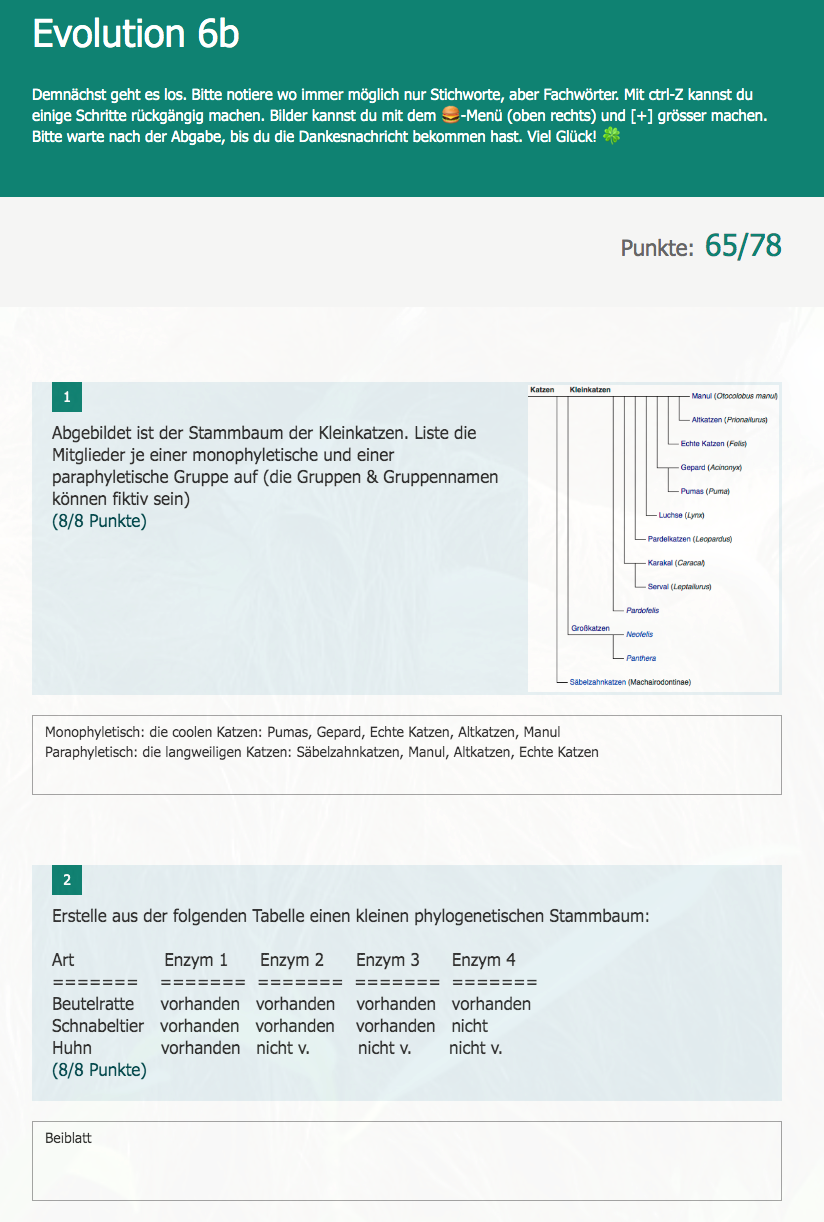 Evolution 6b
Demnächst geht es los. Bitte notiere wo immer möglich nur Stichworte, aber Fachwörter. Mit ctrl-Z kannst du
einige Schritte rückgängig machen. Bilder kannst du mit dem 🍔-Menü (oben rechts) und [+] grösser machen.
Bitte warte nach der Abgabe, bis du die Dankesnachricht bekommen hast. Viel Glück! 🍀
Punkte: 65/78
1
Abgebildet ist der Stammbaum der Kleinkatzen. Liste die
Mitglieder je einer monophyletische und einer
paraphyletische Gruppe auf (die Gruppen & Gruppennamen
können fiktiv sein)
(8/8 Punkte)
Katzen Kleinkatzen
Manul (Otocolobus manul)
Altkatzen (Prionailurus)
Echte Katzen (Felis)
Gepard (Acinonyx)
Pumas (Puma)
Luchse (Lynx)
Pardelkatzen (Leopardus)
Karakal (Caracal)
Serval (Leptailurus)
Pardofelis
Großkatzen
Neofelis
Panthera
Säbelzahnkatzen (Machairodontinae)
Monophyletisch: die coolen Katzen: Pumas, Gepard, Echte Katzen, Altkatzen, Manul
Paraphyletisch: die langweiligen Katzen: Säbelzahnkatzen, Manul, Altkatzen, Echte Katzen
2
Erstelle aus der folgenden Tabelle einen kleinen phylogenetischen Stammbaum:
Art Enzym 1 Enzym 2 Enzym 3 Enzym 4
======= ======= ======= ======= =======
Beutelratte vorhanden vorhanden vorhanden vorhanden
Schnabeltier vorhanden vorhanden vorhanden nicht
Huhn vorhanden nicht v. nicht v. nicht v.
(8/8 Punkte)
Beiblatt